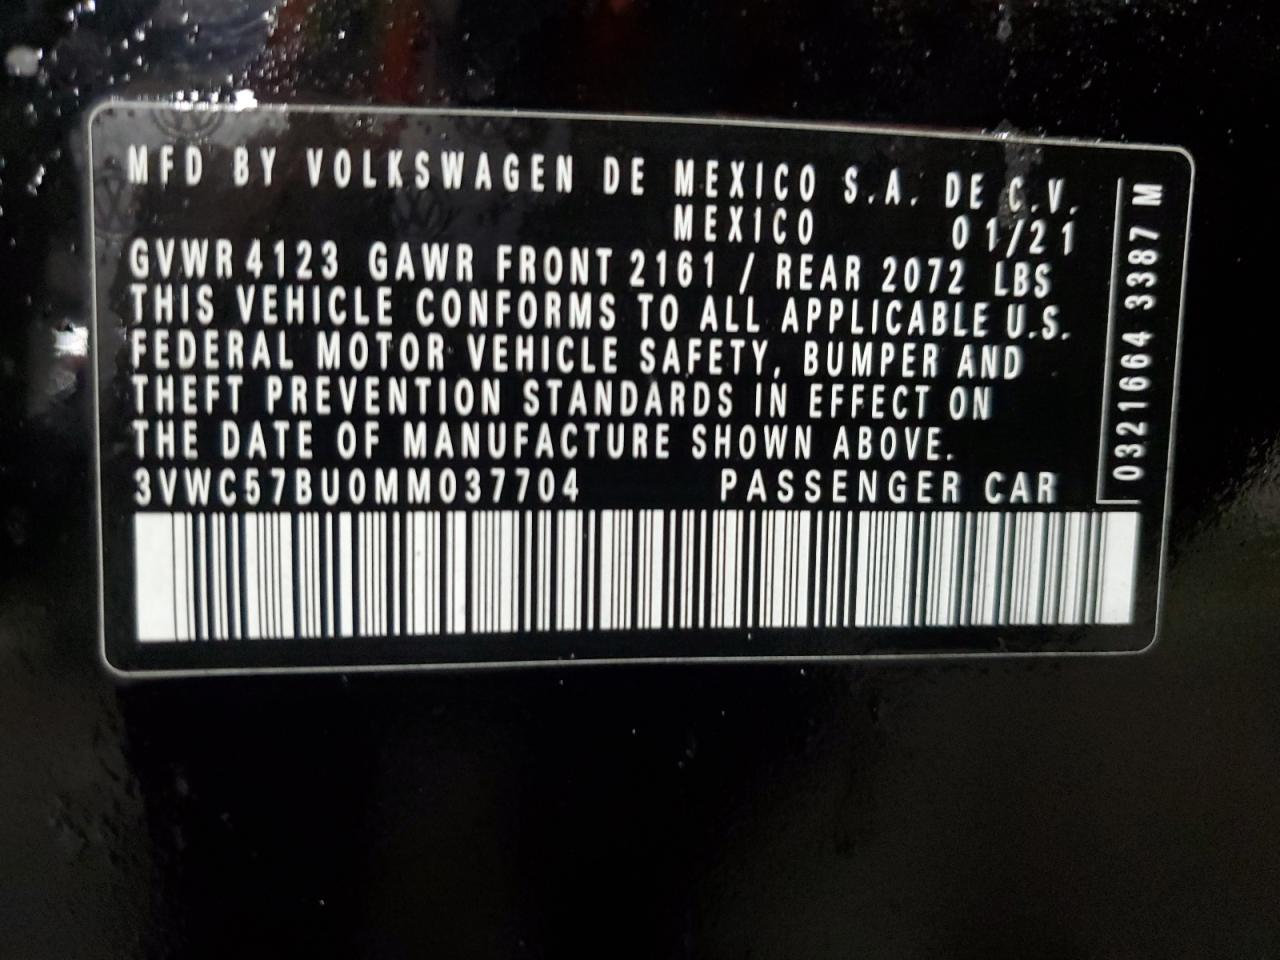 MFD BY VOLKSWAGEN DE MEXICO S.A. DE C.V.
MEXICO 01/21
GVWR 4123 GAWR FRONT 2161 / REAR 2072 LBS
THIS VEHICLE CONFORMS TO ALL APPLICABLE U.S.
FEDERAL MOTOR VEHICLE SAFETY, BUMPER AND
THEFT PREVENTION STANDARDS IN EFFECT ON
THE DATE OF MANUFACTURE SHOWN ABOVE.
3VWC57BU0MM037704 PASSENGER CAR
0321664 3387 M